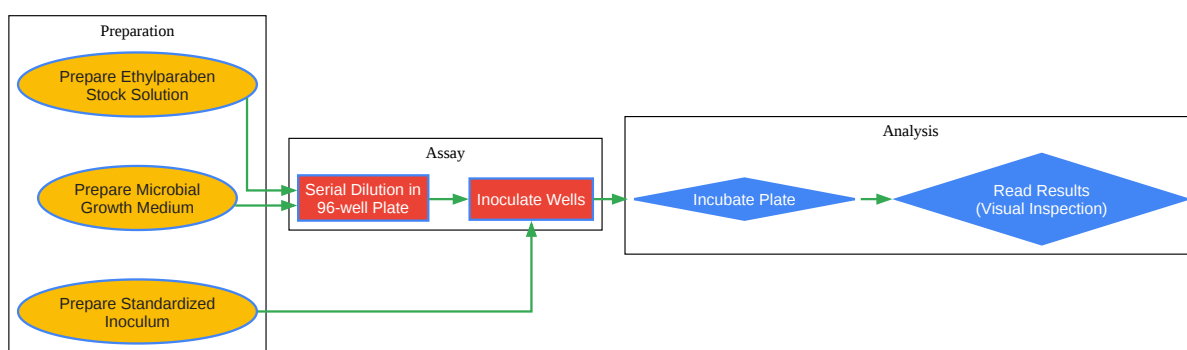 Preparation
Prepare Ethylparaben
Stock Solution
Prepare Microbial
Growth Medium
Prepare Standardized
Inoculum
Assay
Serial Dilution in
96-well Plate
Inoculate Wells
Analysis
Incubate Plate
Read Results
(Visual Inspection)